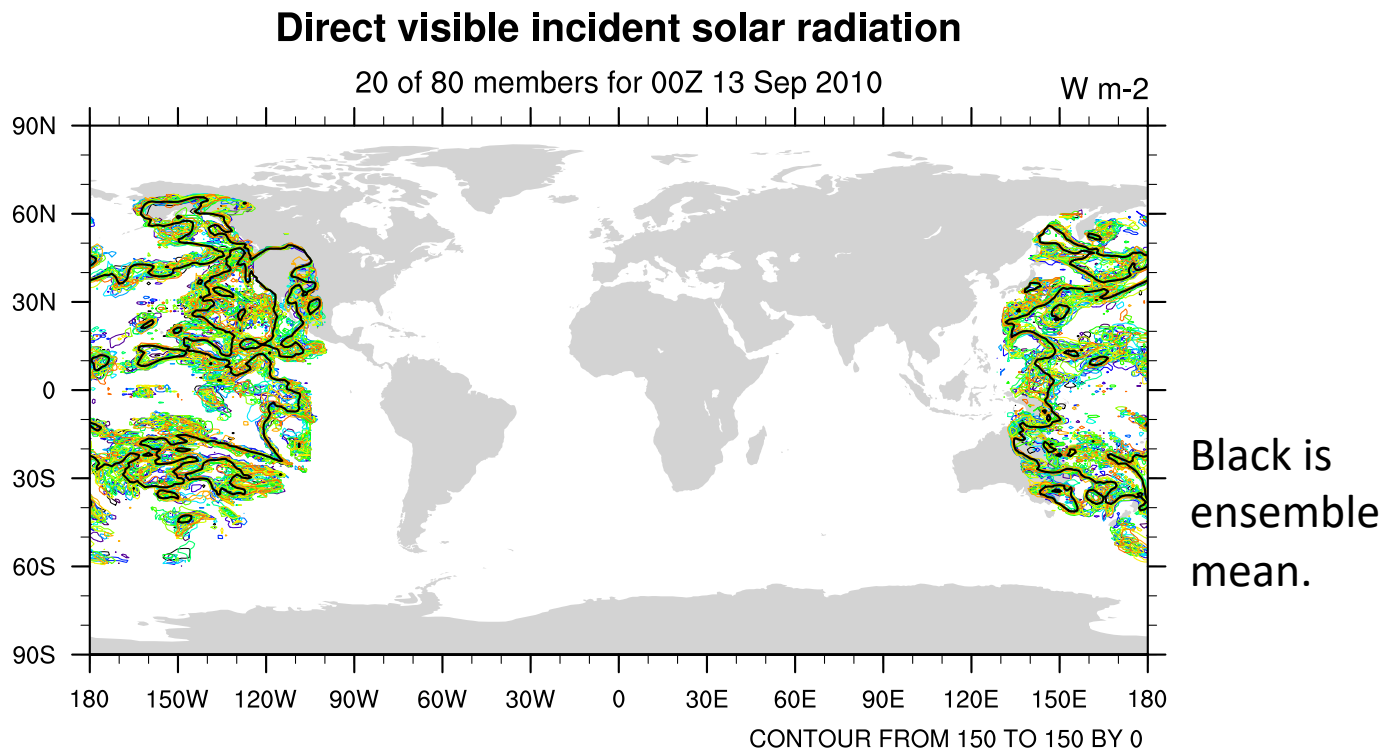 Direct visible incident solar radiation
20 of 80 members for 00Z 13 Sep 2010
W m-2
90N
60N
30N
0
30S
60S
90S
180 150W 120W 90W 60W 30W 0 30E 60E 90E 120E 150E 180
CONTOUR FROM 150 TO 150 BY 0
Black is
ensemble
mean.